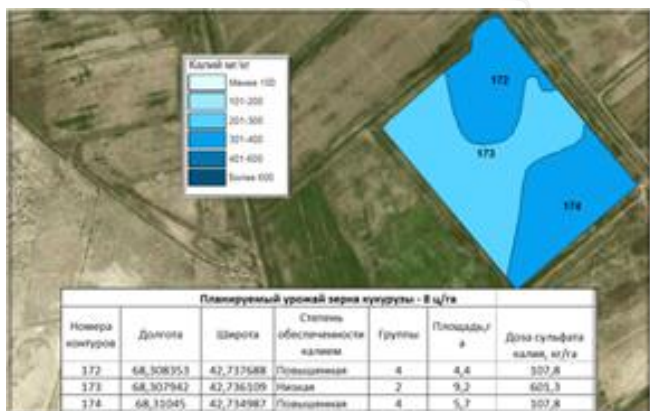 Калий мг/кг
Менее 100
101-200
201-300
301-400
401-600
Более 600
172
173
174
Планируемый урожай зерна кукурузы - 8 ц/га
Номера контуров Долгота Широта Степень обеспеченности калием Группы Площадь,га Доза сульфата калия, кг/га
172 68,308353 42,737688 Повышенная 4 4,4 107,8
173 68,307942 42,736109 Низкая 2 9,2 601,3
174 68,31045 42,734987 Повышенная 4 5,7 107,8